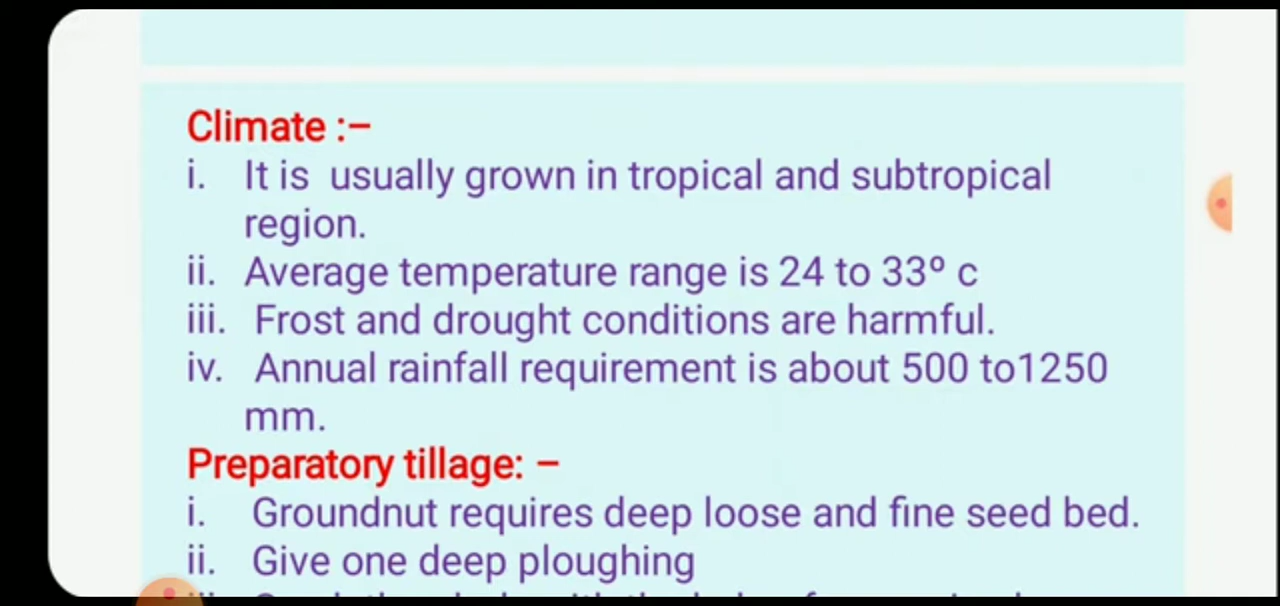 Climate :–
i. It is usually grown in tropical and subtropical
region.
ii. Average temperature range is 24 to 33º c
iii. Frost and drought conditions are harmful.
iv. Annual rainfall requirement is about 500 to1250
mm.
Preparatory tillage: –
i. Groundnut requires deep loose and fine seed bed.
ii. Give one deep ploughing